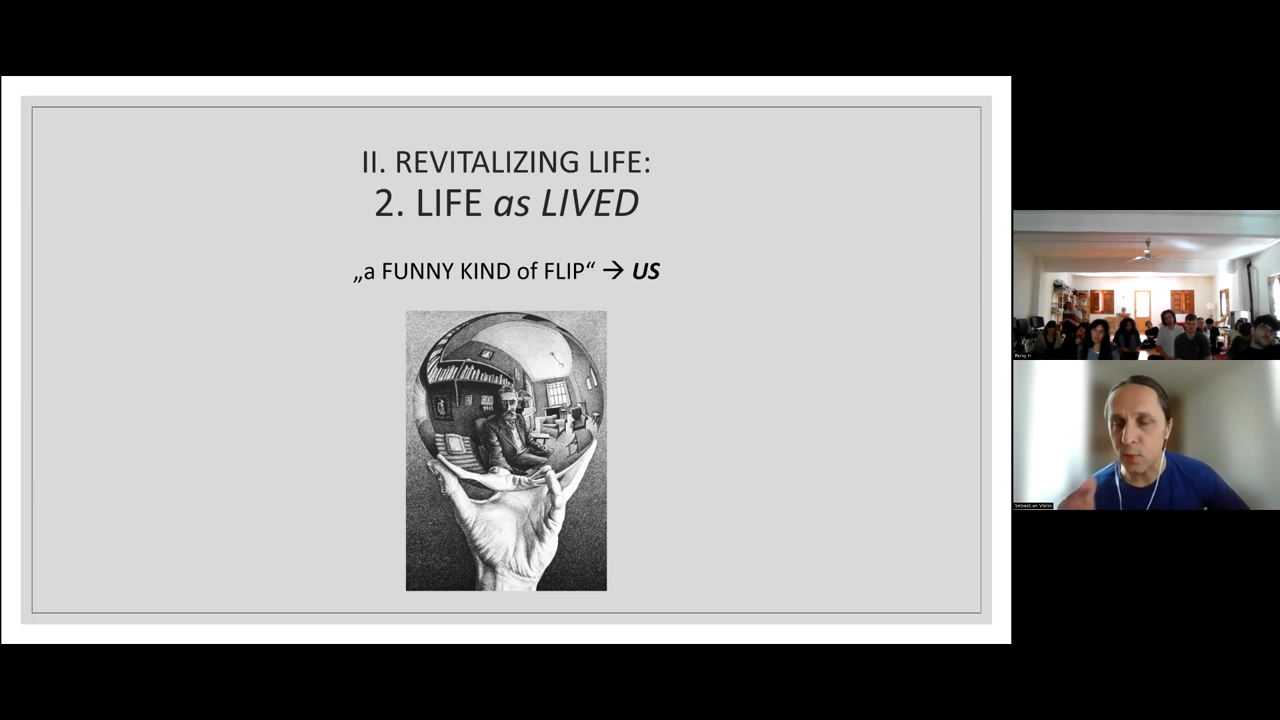 II. REVITALIZING LIFE:
2. LIFE as LIVED
„a FUNNY KIND of FLIP“ → US